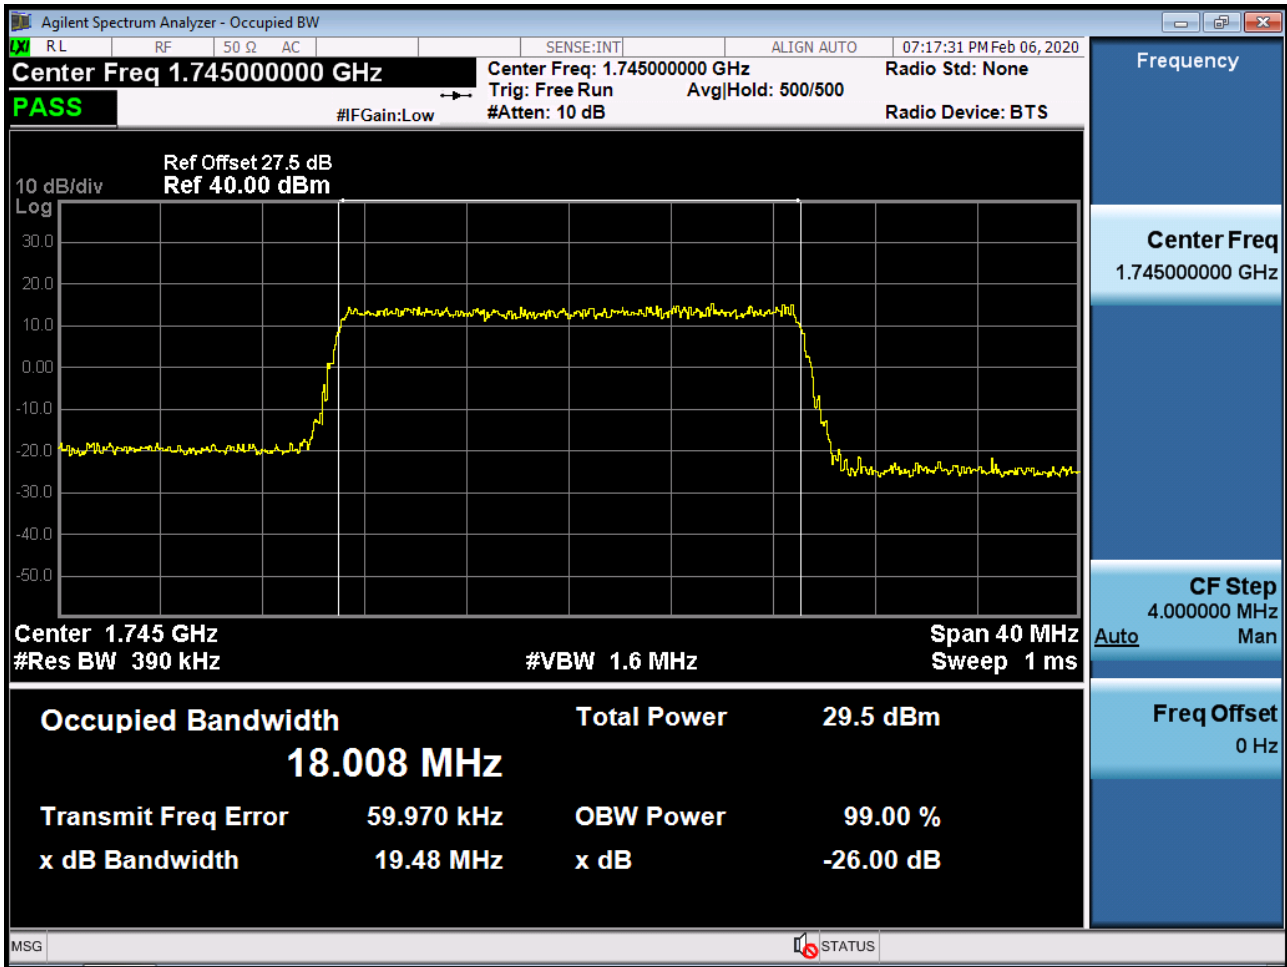 Agilent Spectrum Analyzer - Occupied BW
LXI RL RF 50 Ω AC SENSE:INT ALIGN AUTO 07:17:31 PM Feb 06, 2020
Center Freq 1.745000000 GHz
Center Freq: 1.745000000 GHz Radio Std: None
Trig: Free Run Avg|Hold: 500/500
PASS #IFGain:Low #Atten: 10 dB Radio Device: BTS
Ref Offset 27.5 dB
10 dB/div Ref 40.00 dBm
Log
30.0
20.0
10.0
0.00
-10.0
-20.0
-30.0
-40.0
-50.0
Center 1.745 GHz Span 40 MHz
#Res BW 390 kHz #VBW 1.6 MHz Sweep 1 ms
Occupied Bandwidth Total Power 29.5 dBm
18.008 MHz
Transmit Freq Error 59.970 kHz OBW Power 99.00 %
x dB Bandwidth 19.48 MHz x dB -26.00 dB
Frequency
Center Freq
1.745000000 GHz
CF Step
4.000000 MHz
Auto Man
Freq Offset
0 Hz
MSG STATUS